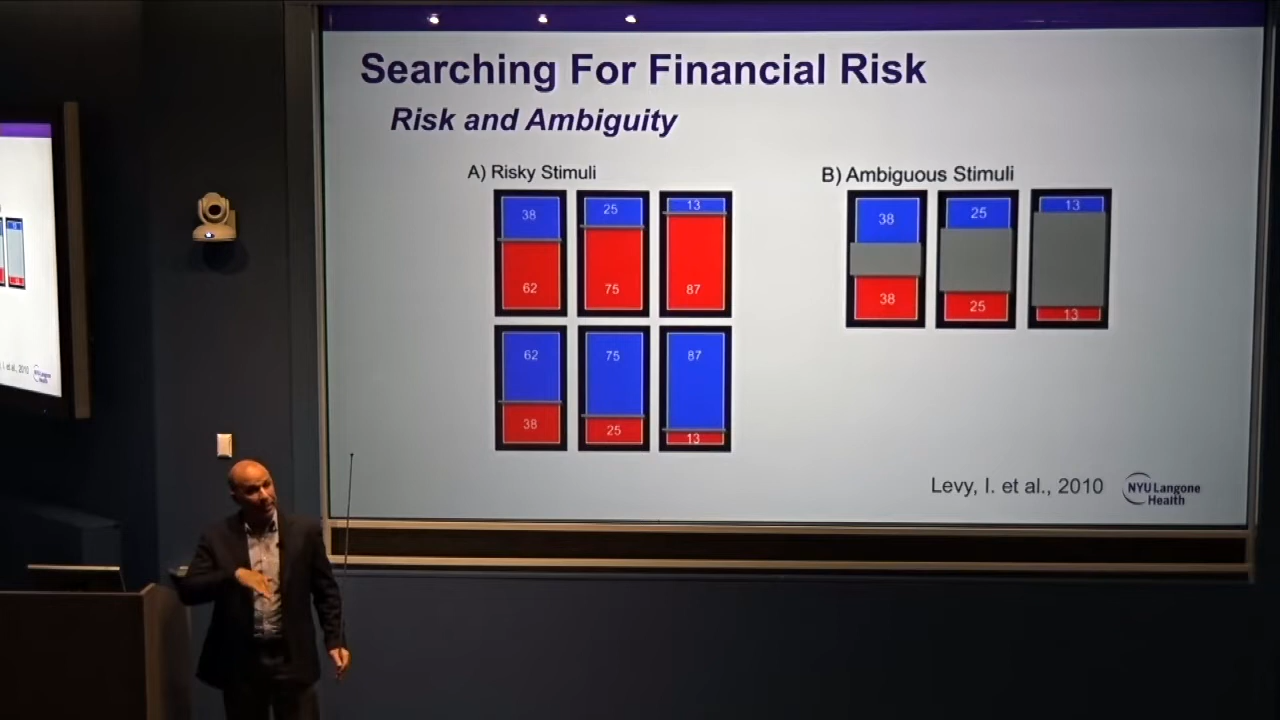 Searching For Financial Risk
Risk and Ambiguity
A) Risky Stimuli
38
25
13
62
75
87
62
75
87
38
25
13
B) Ambiguous Stimuli
38
25
13
38
25
13
Levy, I. et al., 2010
NYU Langone
Health